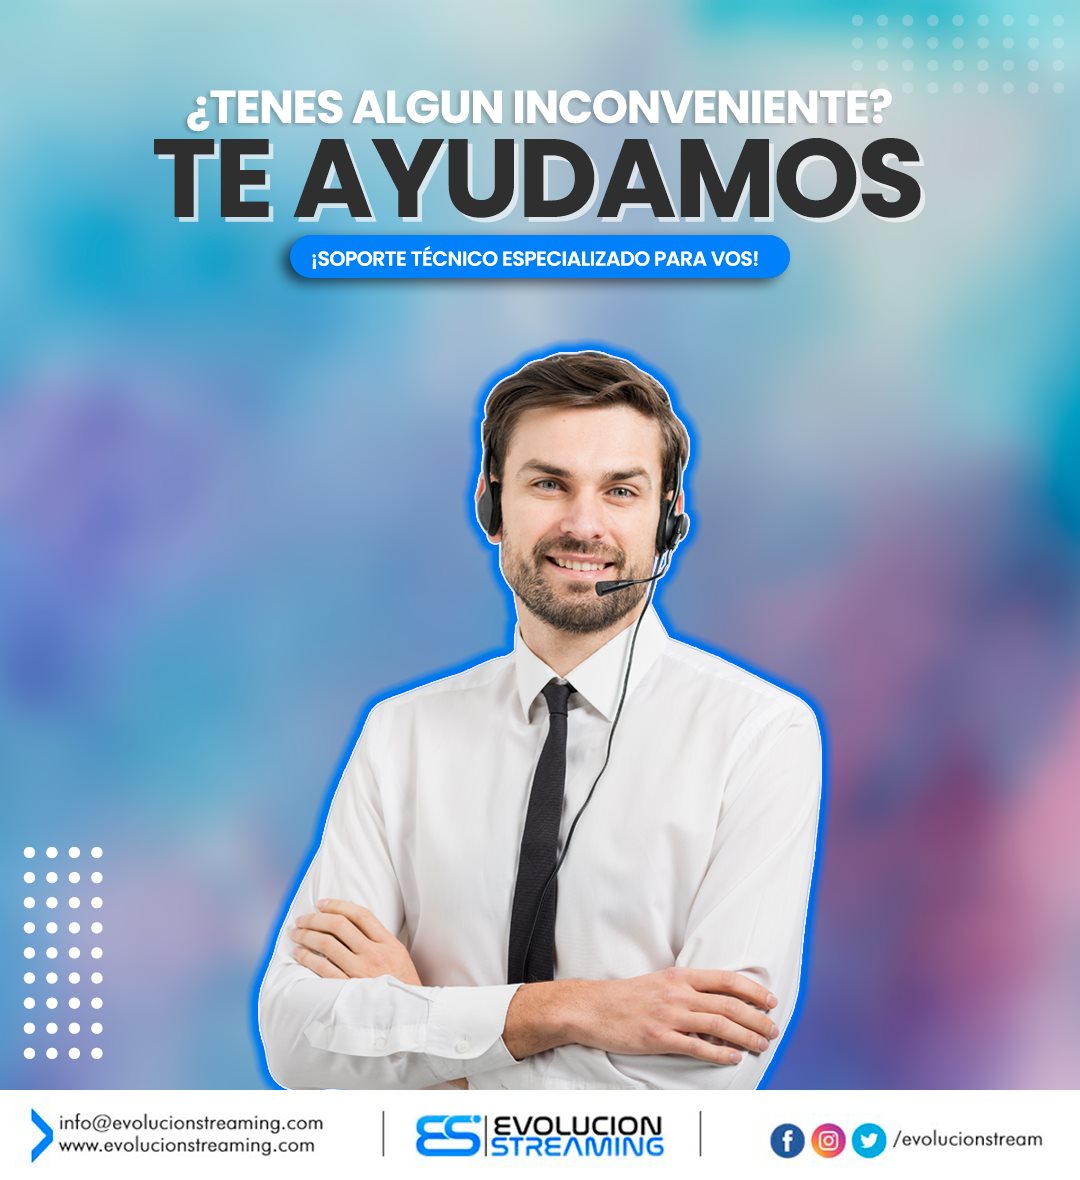 ¿TENES ALGUN INCONVENIENTE?
TE AYUDAMOS
¡SOPORTE TÉCNICO ESPECIALIZADO PARA VOS!
info@evolucionstreaming.com
www.evolucionstreaming.com
ES
EVOLUCION
STREAMING
/evolucionstream